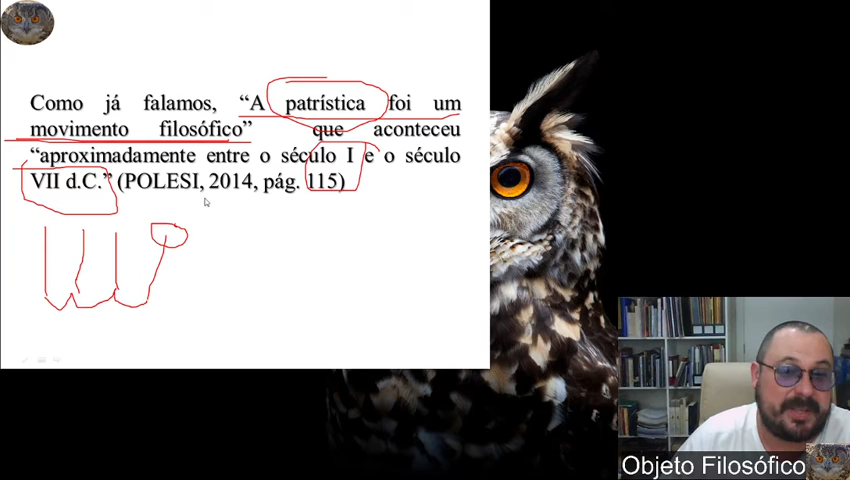 Como já falamos, “A patrística foi um
movimento filosófico” que aconteceu
“aproximadamente entre o século I e o século
VII d.C.” (POLESI, 2014, pág. 115)
Objeto Filosófico